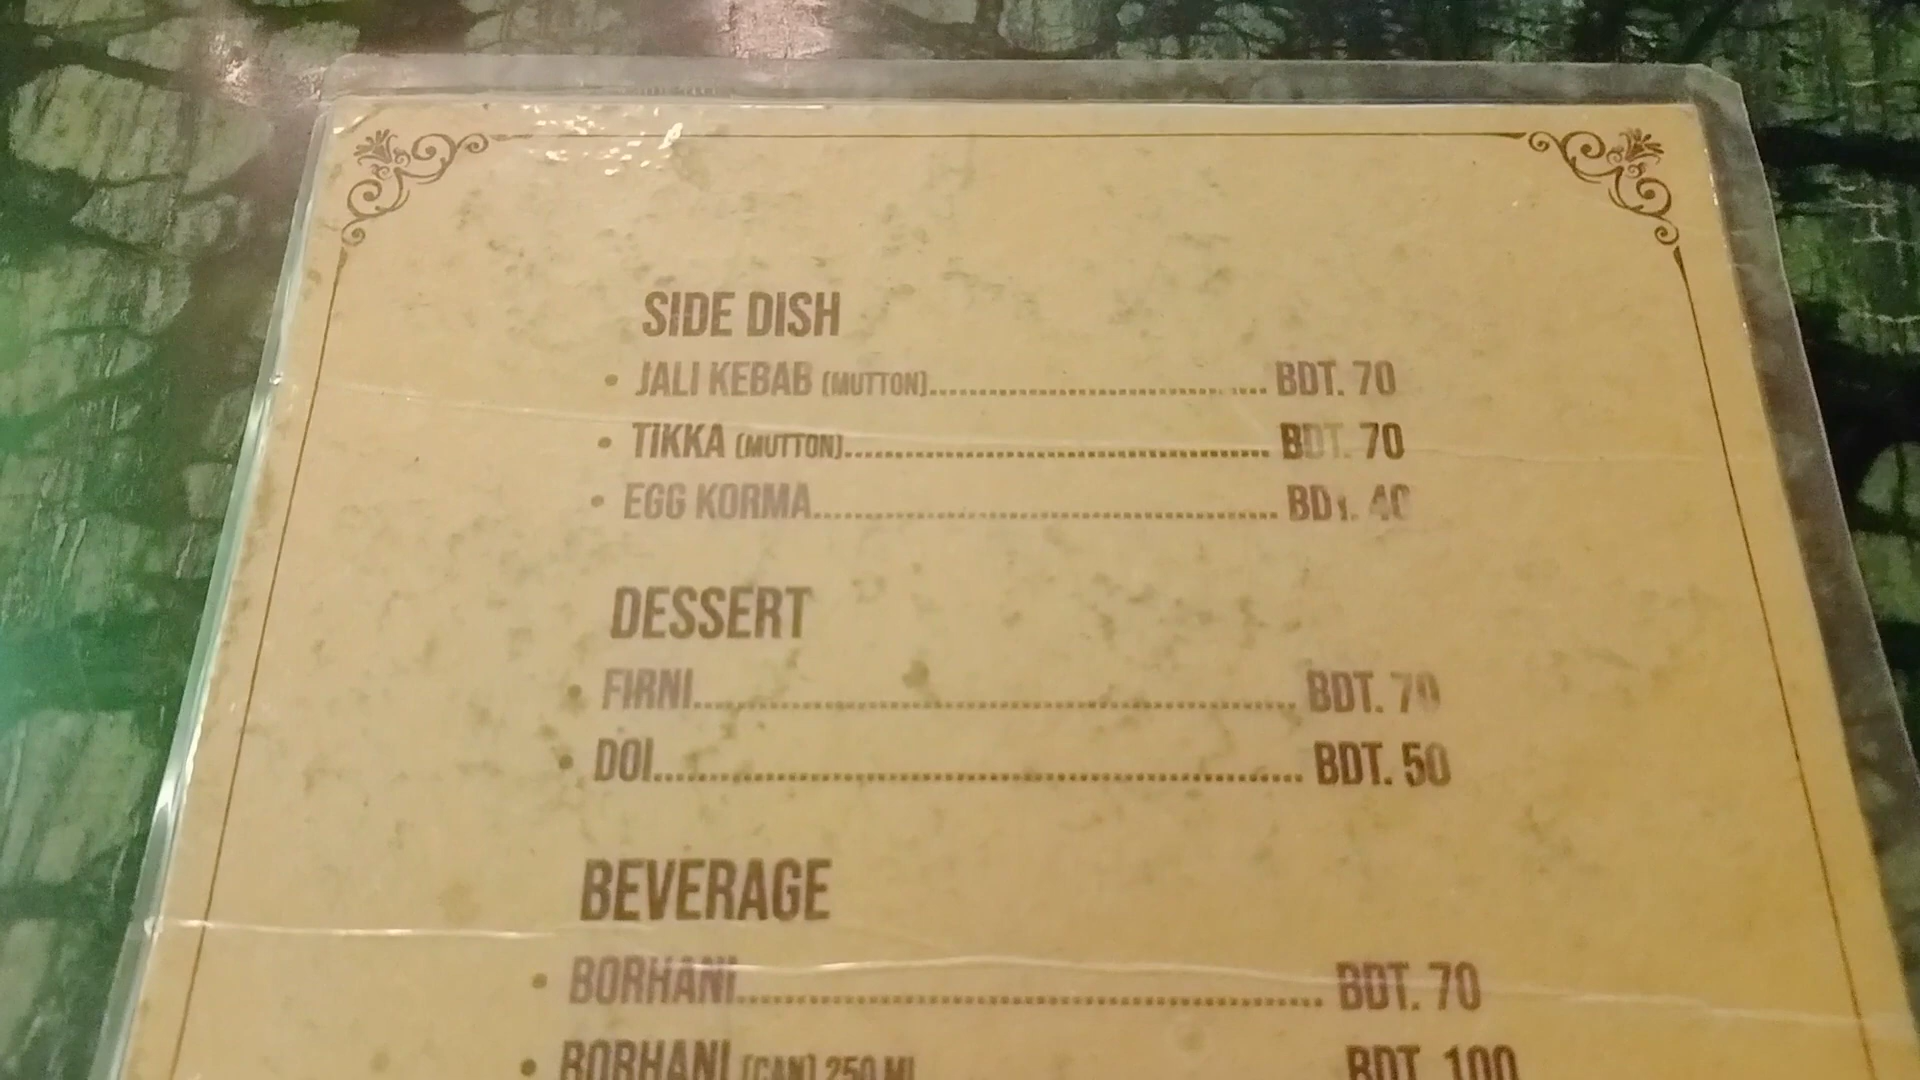 SIDE DISH
• JALI KEBAB (MUTTON)........................................ BDT. 70
• TIKKA (MUTTON)........................................ BDT. 70
• EGG KORMA........................................ BDT. 40
DESSERT
• FIRNI........................................ BDT. 70
• DOI........................................ BDT. 50
BEVERAGE
• BORHANI........................................ BDT. 70
• BORHANI (CAN) 250 ML BDT. 100